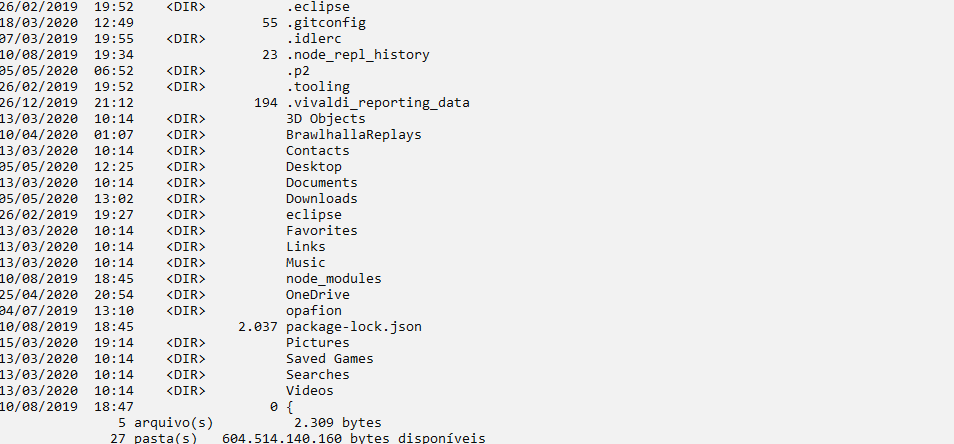 26/02/2019  19:52    <DIR>          .eclipse
18/03/2020  12:49                55 .gitconfig
07/03/2019  19:55    <DIR>          .idlerc
10/08/2019  19:34                23 .node_repl_history
05/05/2020  06:52    <DIR>          .p2
26/02/2019  19:52    <DIR>          .tooling
26/12/2019  21:12               194 .vivaldi_reporting_data
13/03/2020  10:14    <DIR>          3D Objects
10/04/2020  01:07    <DIR>          BrawlhallaReplays
13/03/2020  10:14    <DIR>          Contacts
05/05/2020  12:25    <DIR>          Desktop
13/03/2020  10:14    <DIR>          Documents
05/05/2020  13:02    <DIR>          Downloads
26/02/2019  19:27    <DIR>          eclipse
13/03/2020  10:14    <DIR>          Favorites
13/03/2020  10:14    <DIR>          Links
13/03/2020  10:14    <DIR>          Music
10/08/2019  18:45    <DIR>          node_modules
25/04/2020  20:54    <DIR>          OneDrive
04/07/2019  13:10    <DIR>          opafion
10/08/2019  18:45             2.037 package-lock.json
15/03/2020  19:14    <DIR>          Pictures
13/03/2020  10:14    <DIR>          Saved Games
13/03/2020  10:14    <DIR>          Searches
13/03/2020  10:14    <DIR>          Videos
10/08/2019  18:47                 0 {
5 arquivo(s)          2.309 bytes
27 pasta(s)   604.514.140.160 bytes disponíveis